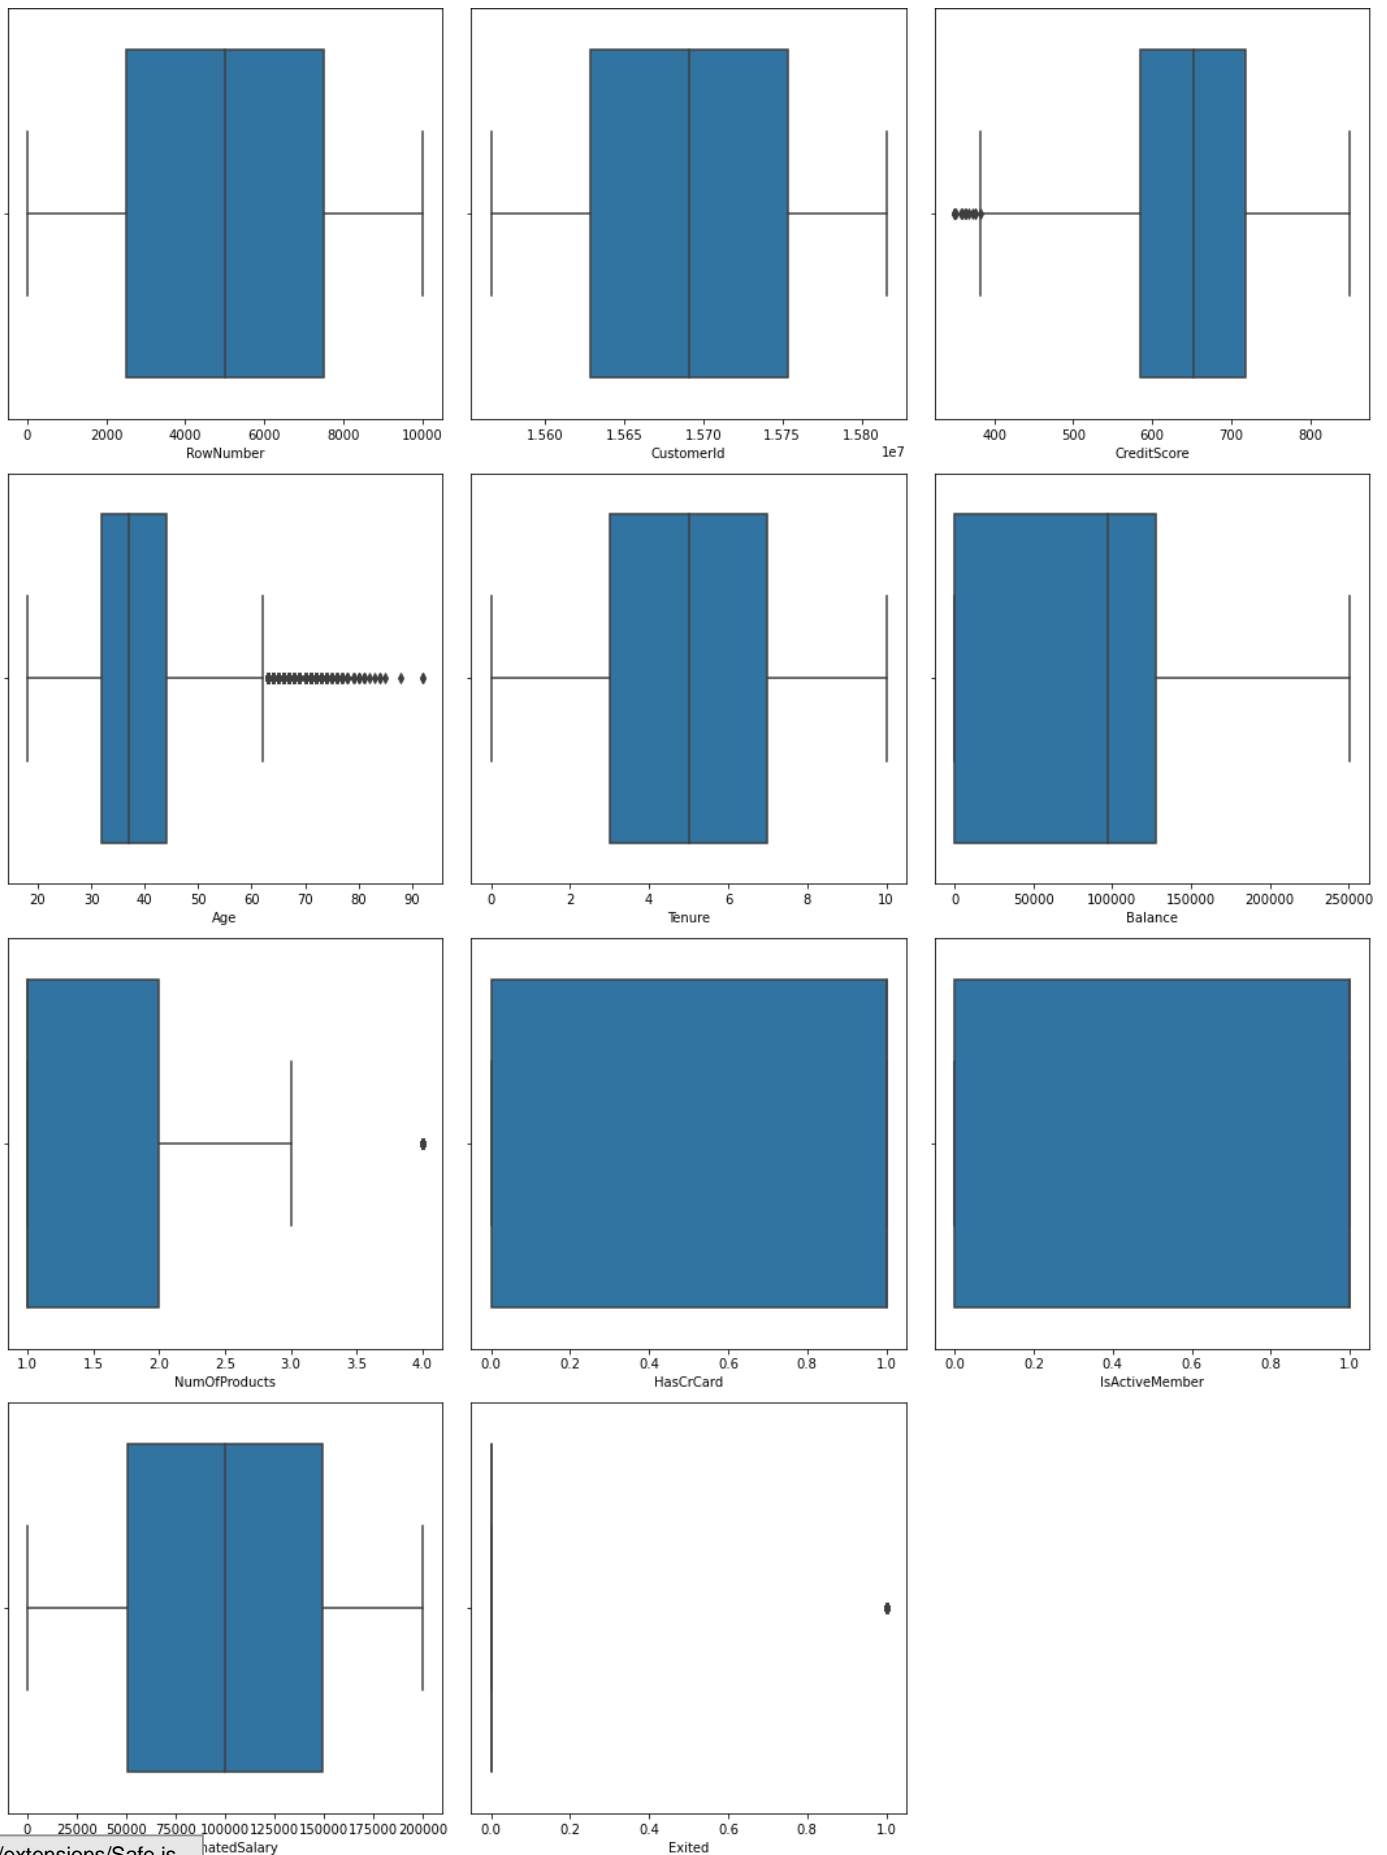 0 2000 4000 6000 8000 10000
RowNumber
1.560 1.565 1.570 1.575 1.580
1e7
CustomerId
400 500 600 700 800
CreditScore
20 30 40 50 60 70 80 90
Age
0 2 4 6 8 10
Tenure
0 50000 100000 150000 200000 250000
Balance
1.0 1.5 2.0 2.5 3.0 3.5 4.0
NumOfProducts
0.0 0.2 0.4 0.6 0.8 1.0
HasCrCard
0.0 0.2 0.4 0.6 0.8 1.0
IsActiveMember
0 25000 50000 75000 100000 125000 150000 175000 200000
natedSalary
0.0 0.2 0.4 0.6 0.8 1.0
Exited
/extensions/Safe.js